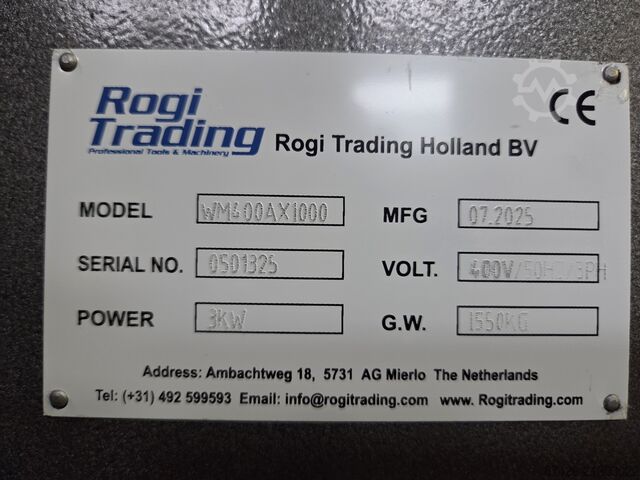 Rogi
Trading
Professional Tools & Machinery
CE
Rogi Trading Holland BV
MODEL WM400AX1000
MFG 07.2025
SERIAL NO. 0501325
VOLT. 400V/50HZ/3PH
POWER 3KW
G.W. 1550KG
Address: Ambachtweg 18, 5731 AG Mierlo The Netherlands
Tel: (+31) 492 599593 Email: info@rogitrading.com www. Rogitrading.com